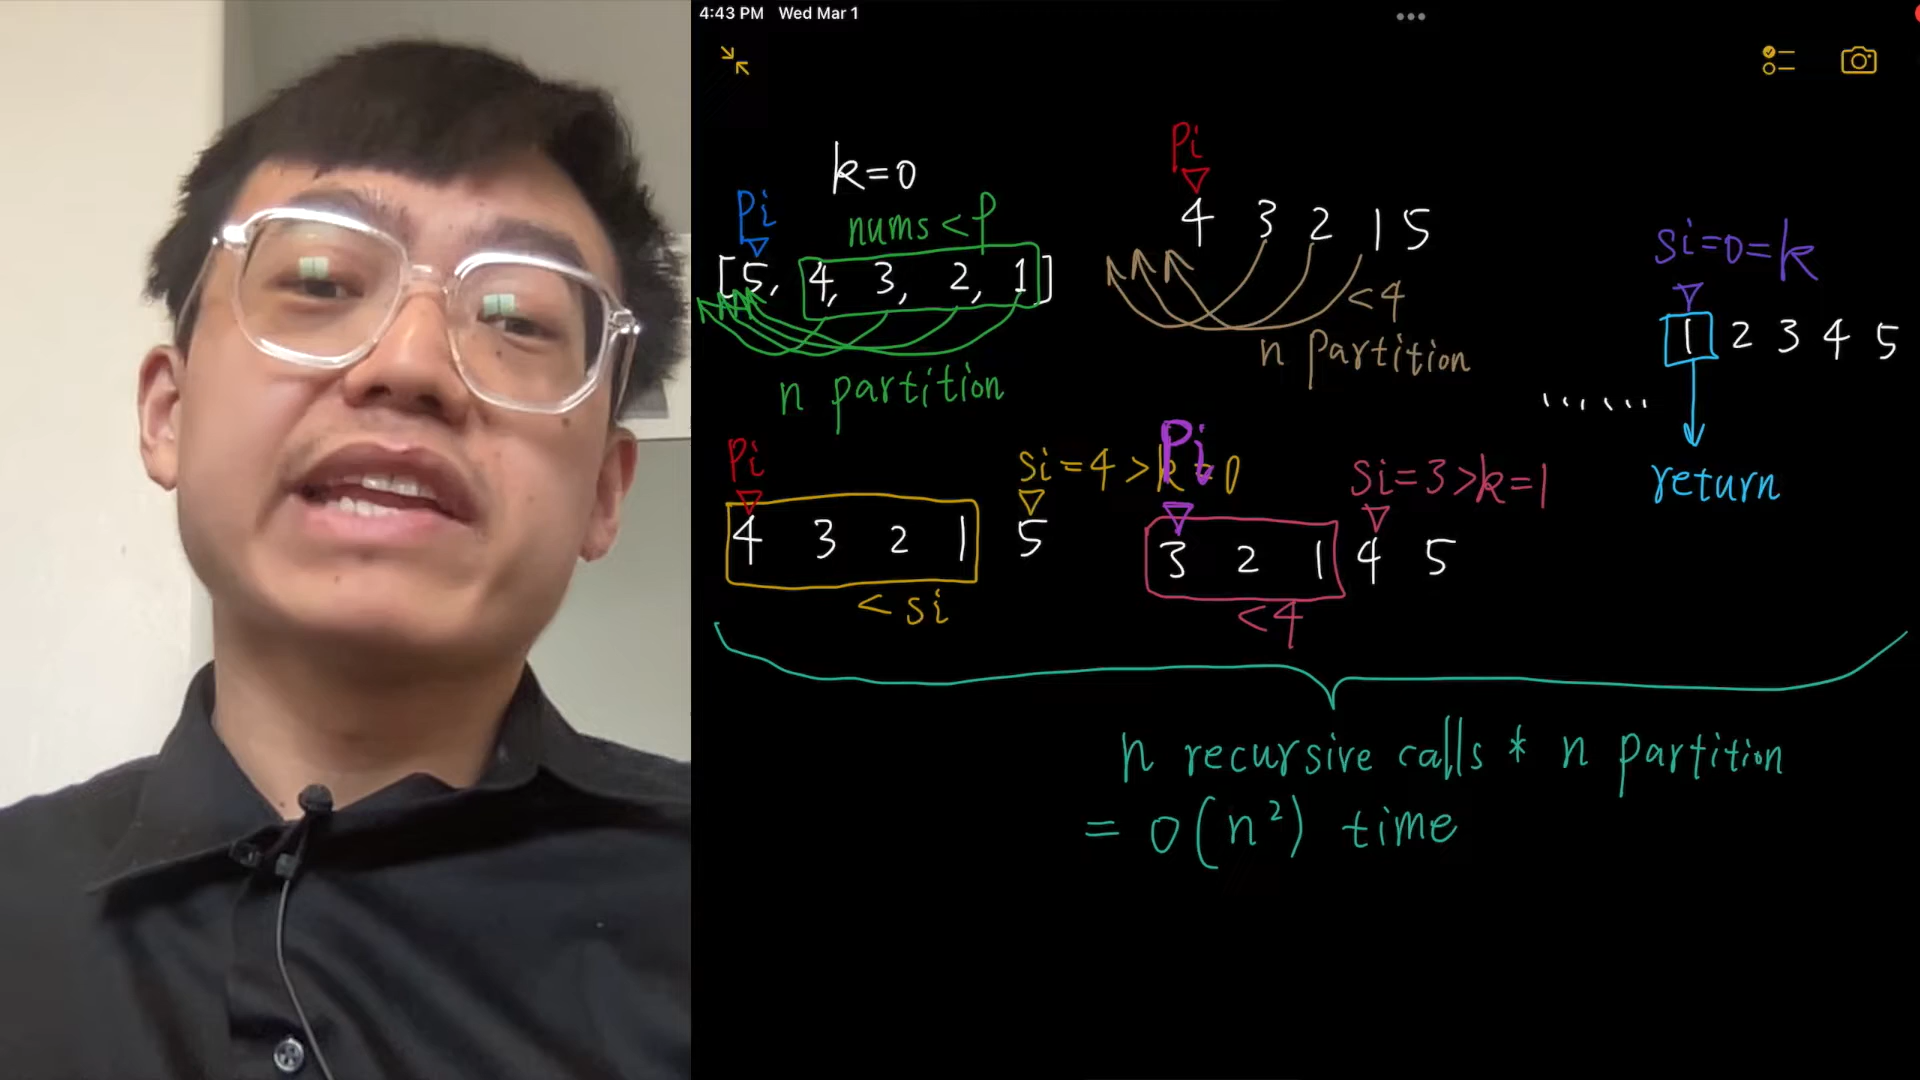 4:43 PM Wed Mar 1
k=0
Pi
nums < P
[5, 4, 3, 2, 1]
n partition
Pi
4 3 2 1 5
<4
n partition
si=0=k
1 2 3 4 5
......
return
Pi
si=4>k=0
4 3 2 1 5
< si
Pi
si=3>k=1
3 2 1 4 5
<4
n recursive calls * n partition
= o(n²) time